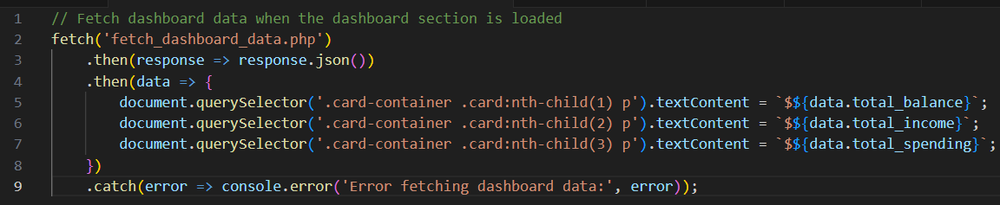 1 // Fetch dashboard data when the dashboard section is loaded
2 fetch('fetch_dashboard_data.php')
3     .then(response => response.json())
4     .then(data => {
5         document.querySelector('.card-container .card:nth-child(1) p').textContent = `$${data.total_balance}`;
6         document.querySelector('.card-container .card:nth-child(2) p').textContent = `$${data.total_income}`;
7         document.querySelector('.card-container .card:nth-child(3) p').textContent = `$${data.total_spending}`;
8     })
9     .catch(error => console.error('Error fetching dashboard data:', error));